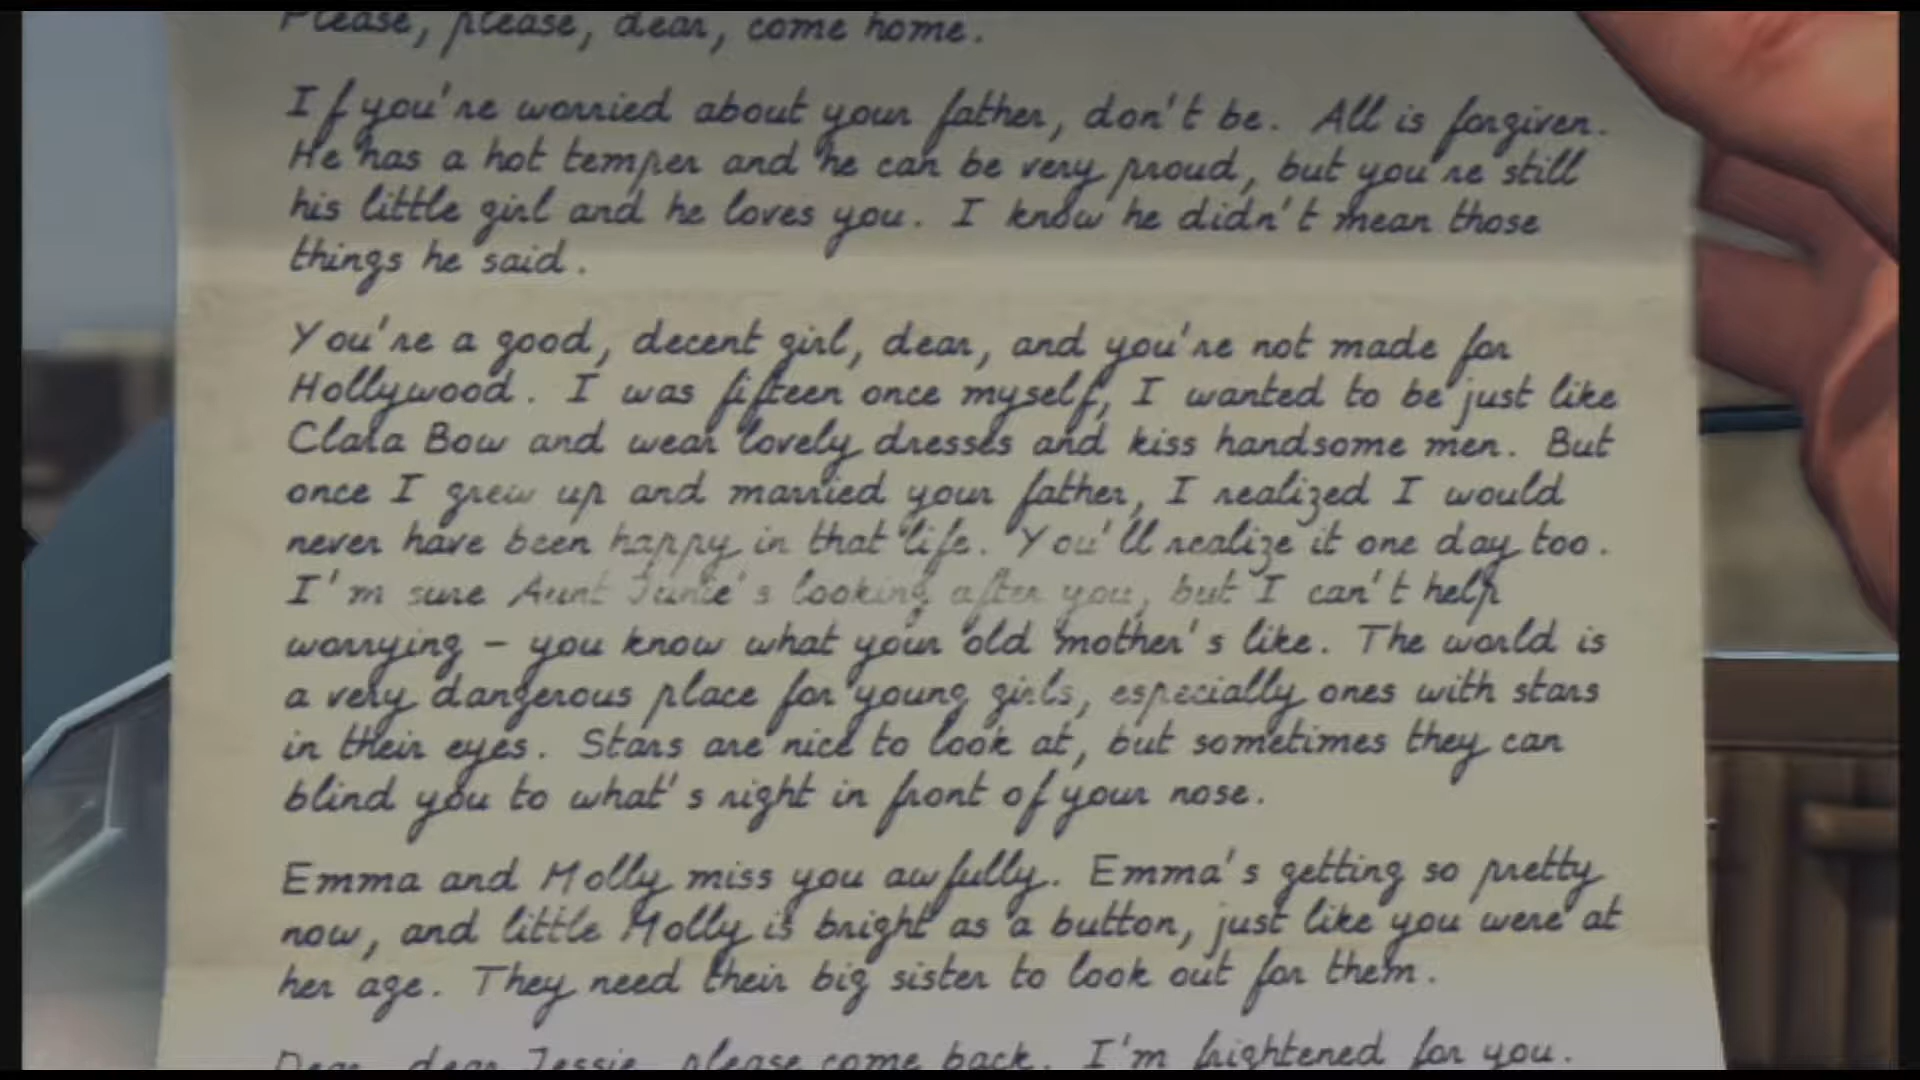 Please, please, dear, come home.
If you're worried about your father, don't be. All is forgiven.
He has a hot temper and he can be very proud, but you're still
his little girl and he loves you. I know he didn't mean those
things he said.
You're a good, decent girl, dear, and you're not made for
Hollywood. I was fifteen once myself, I wanted to be just like
Clara Bow and wear lovely dresses and kiss handsome men. But
once I grew up and married your father, I realized I would
never have been happy in that life. You'll realize it one day too.
I'm sure Aunt Junie's looking after you, but I can't help
worrying – you know what your old mother's like. The world is
a very dangerous place for young girls, especially ones with stars
in their eyes. Stars are nice to look at, but sometimes they can
blind you to what's right in front of your nose.
Emma and Molly miss you awfully. Emma's getting so pretty
now, and little Molly is bright as a button, just like you were at
her age. They need their big sister to look out for them.
Dear, dear Jessie, please come back. I'm frightened for you.